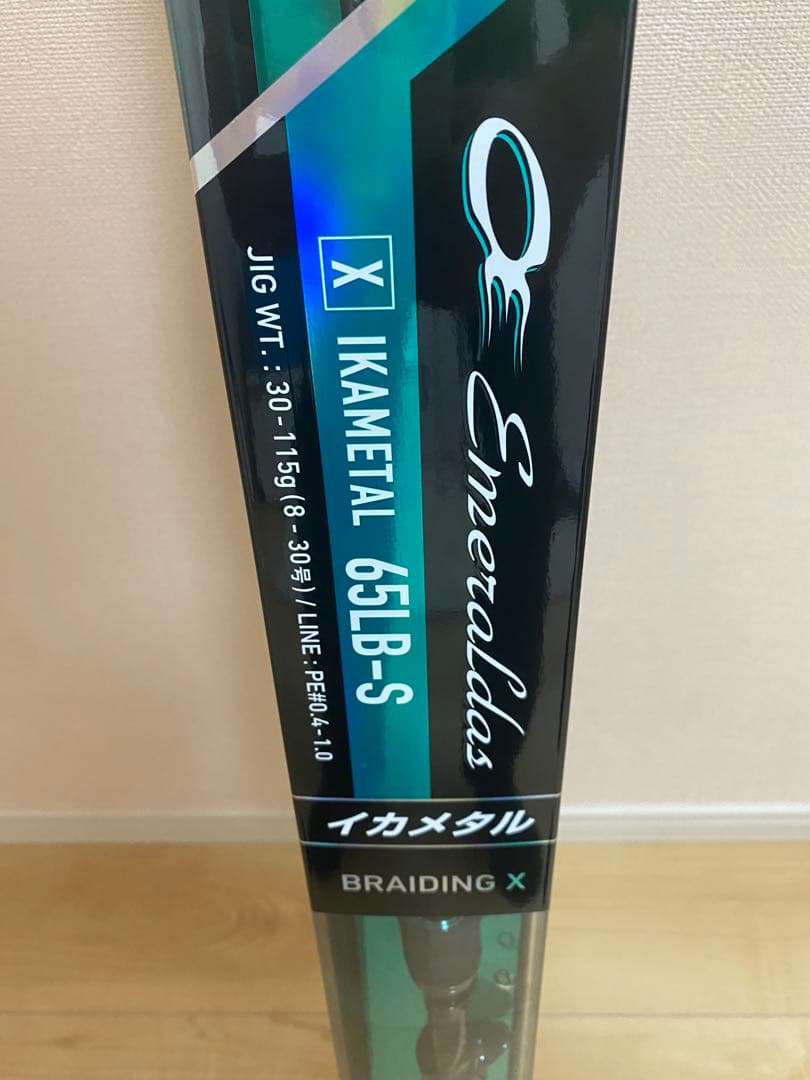 Emeraldas
X IKAMETAL 65LB-S
JIG WT. : 30-115g (8-30号) / LINE : PE#0.4-1.0
イカメタル
BRAIDING X